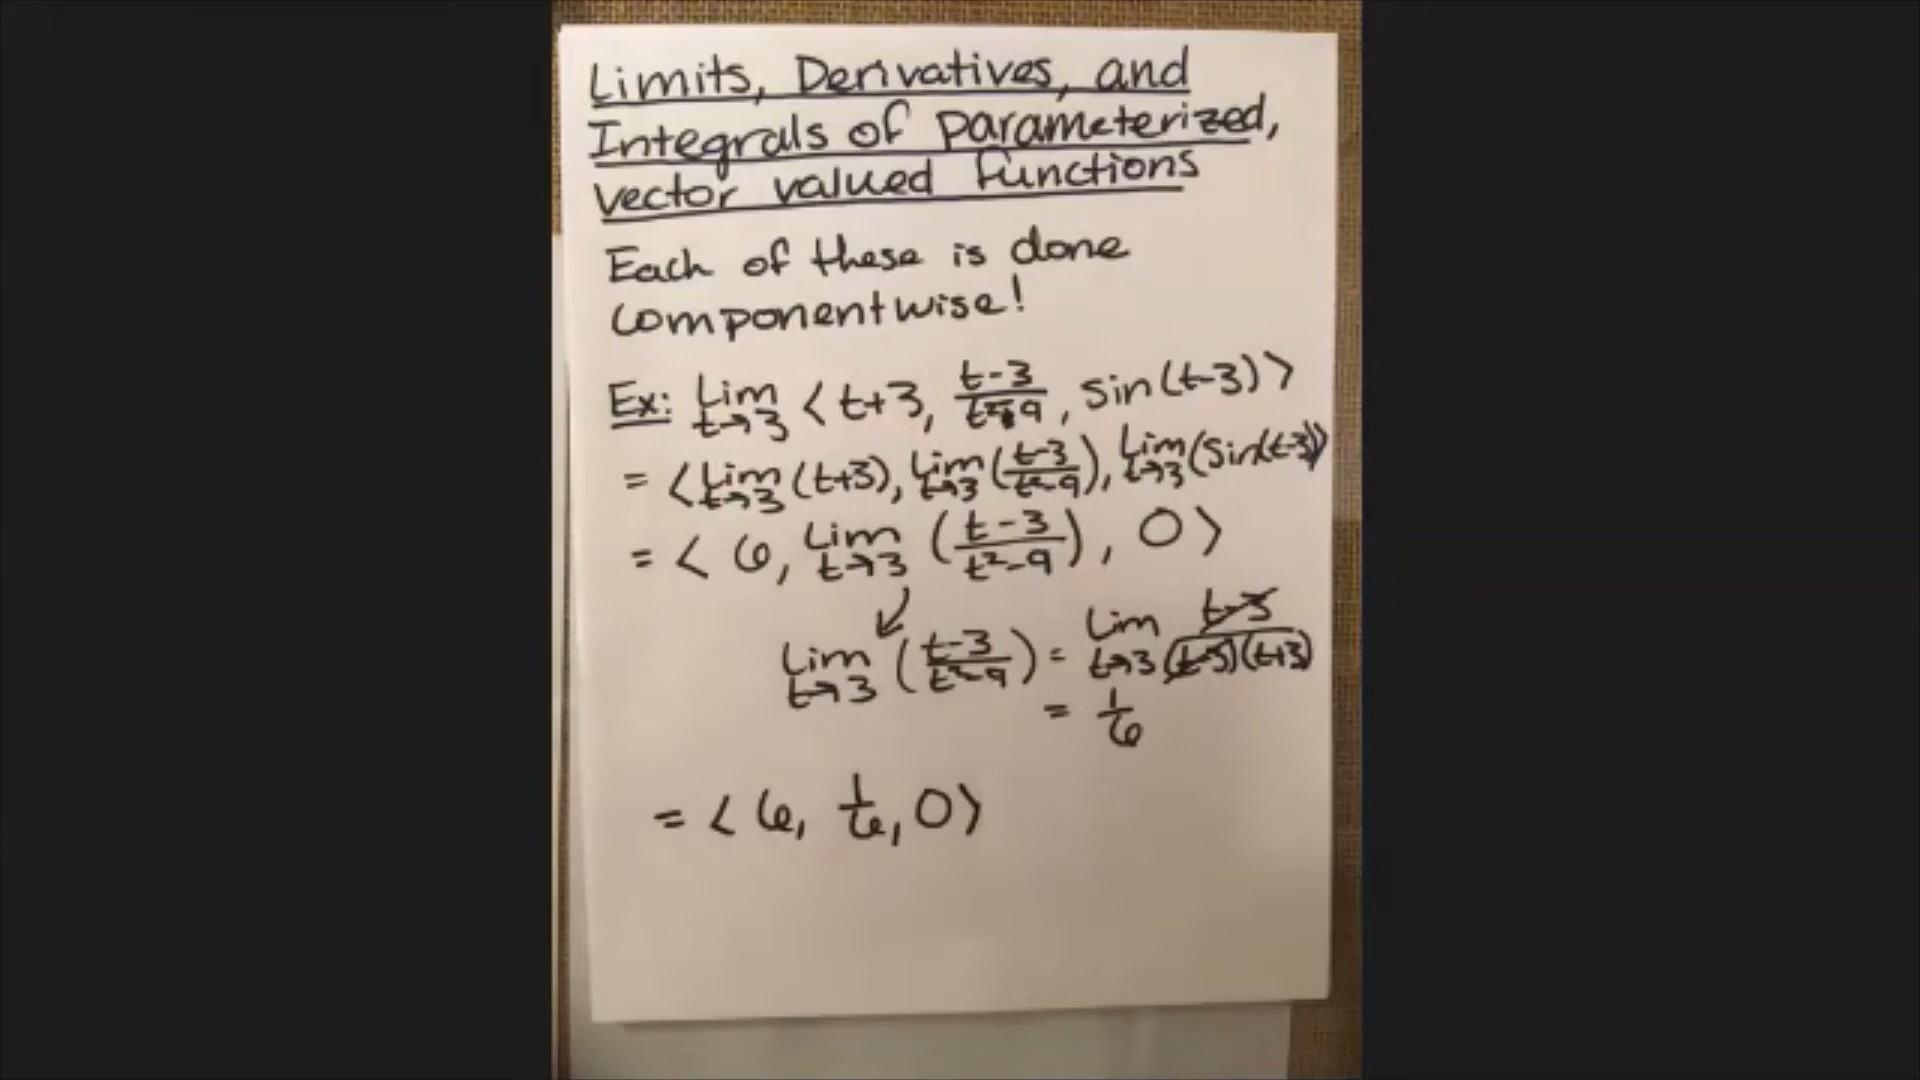 Limits, Derivatives, and
Integrals of parameterized,
vector valued functions
Each of these is done
componentwise!
Ex: Lim t→3 < t+3, (t-3)/(t²-9), sin(t-3) >
= < Lim t→3 (t+3), Lim t→3 ((t-3)/(t²-9)), Lim t→3 (sin(t-3)) >
= < 6, Lim t→3 ((t-3)/(t²-9)), 0 >
↙
Lim t→3 ((t-3)/(t²-9)) = Lim t→3 (t-3)/((t-3)(t+3))
= 1/6
= < 6, 1/6, 0 >